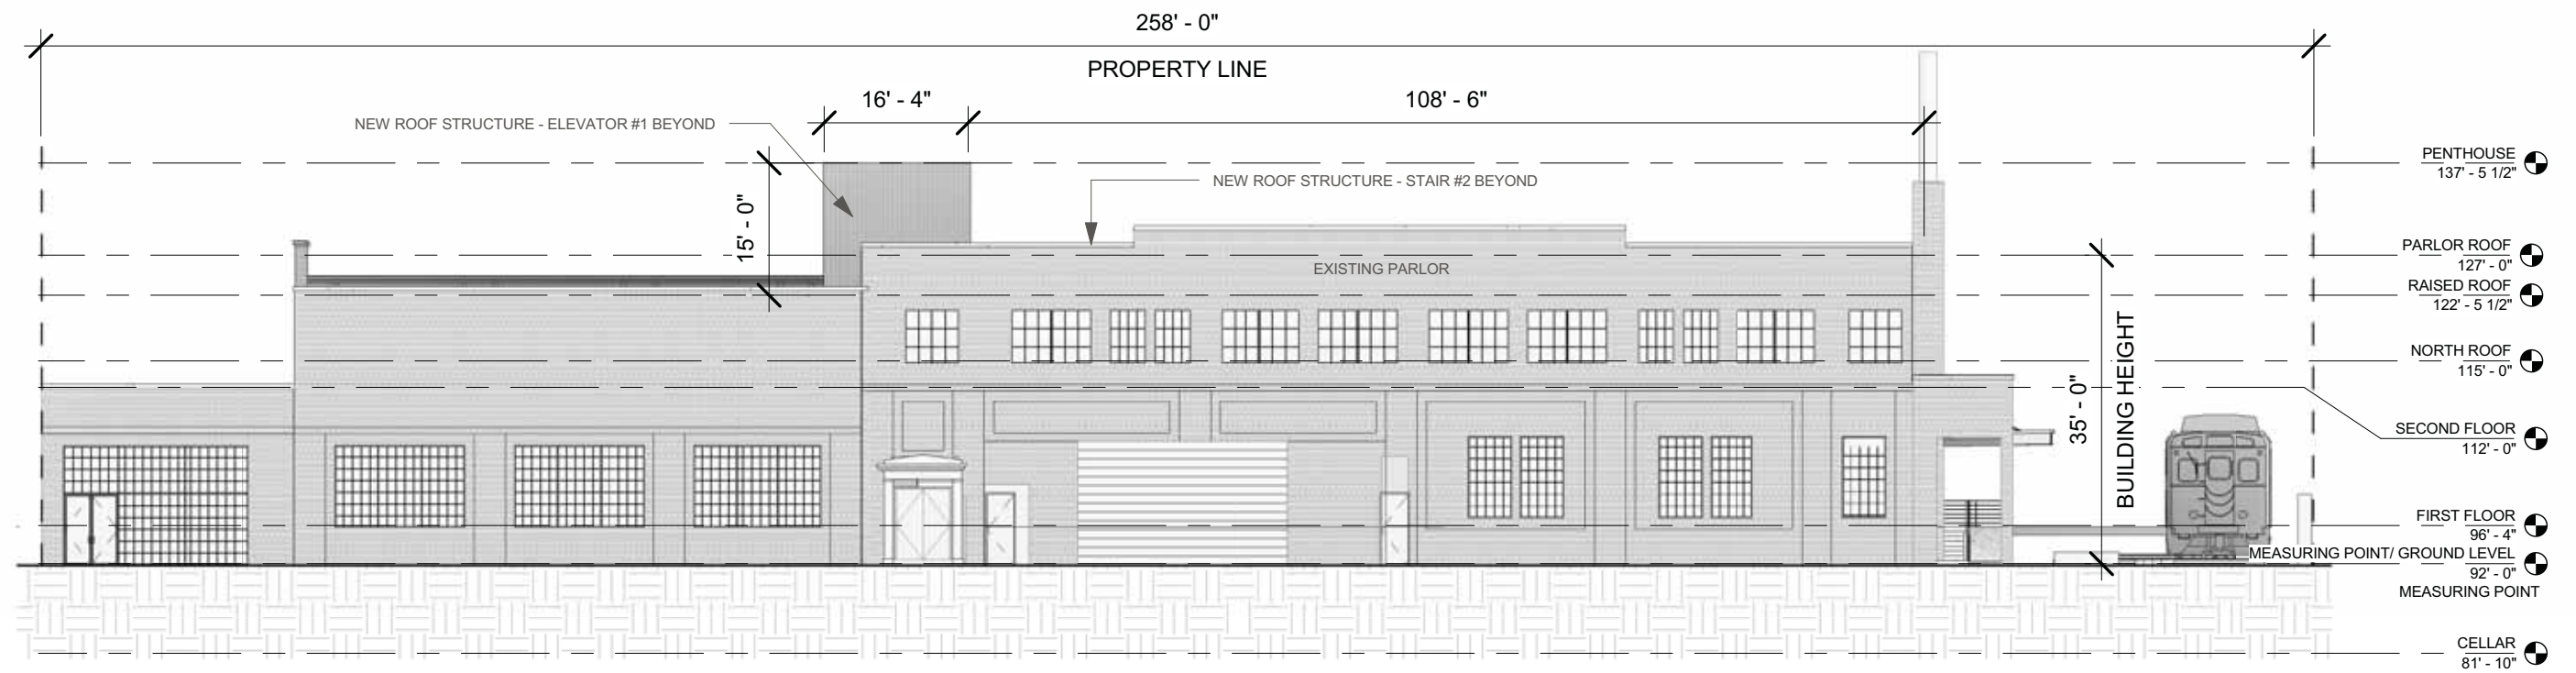 258' - 0"
PROPERTY LINE
16' - 4"
108' - 6"
NEW ROOF STRUCTURE - ELEVATOR #1 BEYOND
PENTHOUSE
137' - 5 1/2"
NEW ROOF STRUCTURE - STAIR #2 BEYOND
15' - 0"
PARLOR ROOF
127' - 0"
EXISTING PARLOR
RAISED ROOF
122' - 5 1/2"
NORTH ROOF
115' - 0"
35' - 0"
BUILDING HEIGHT
SECOND FLOOR
112' - 0"
FIRST FLOOR
96' - 4"
MEASURING POINT/ GROUND LEVEL
92' - 0"
MEASURING POINT
CELLAR
81' - 10"